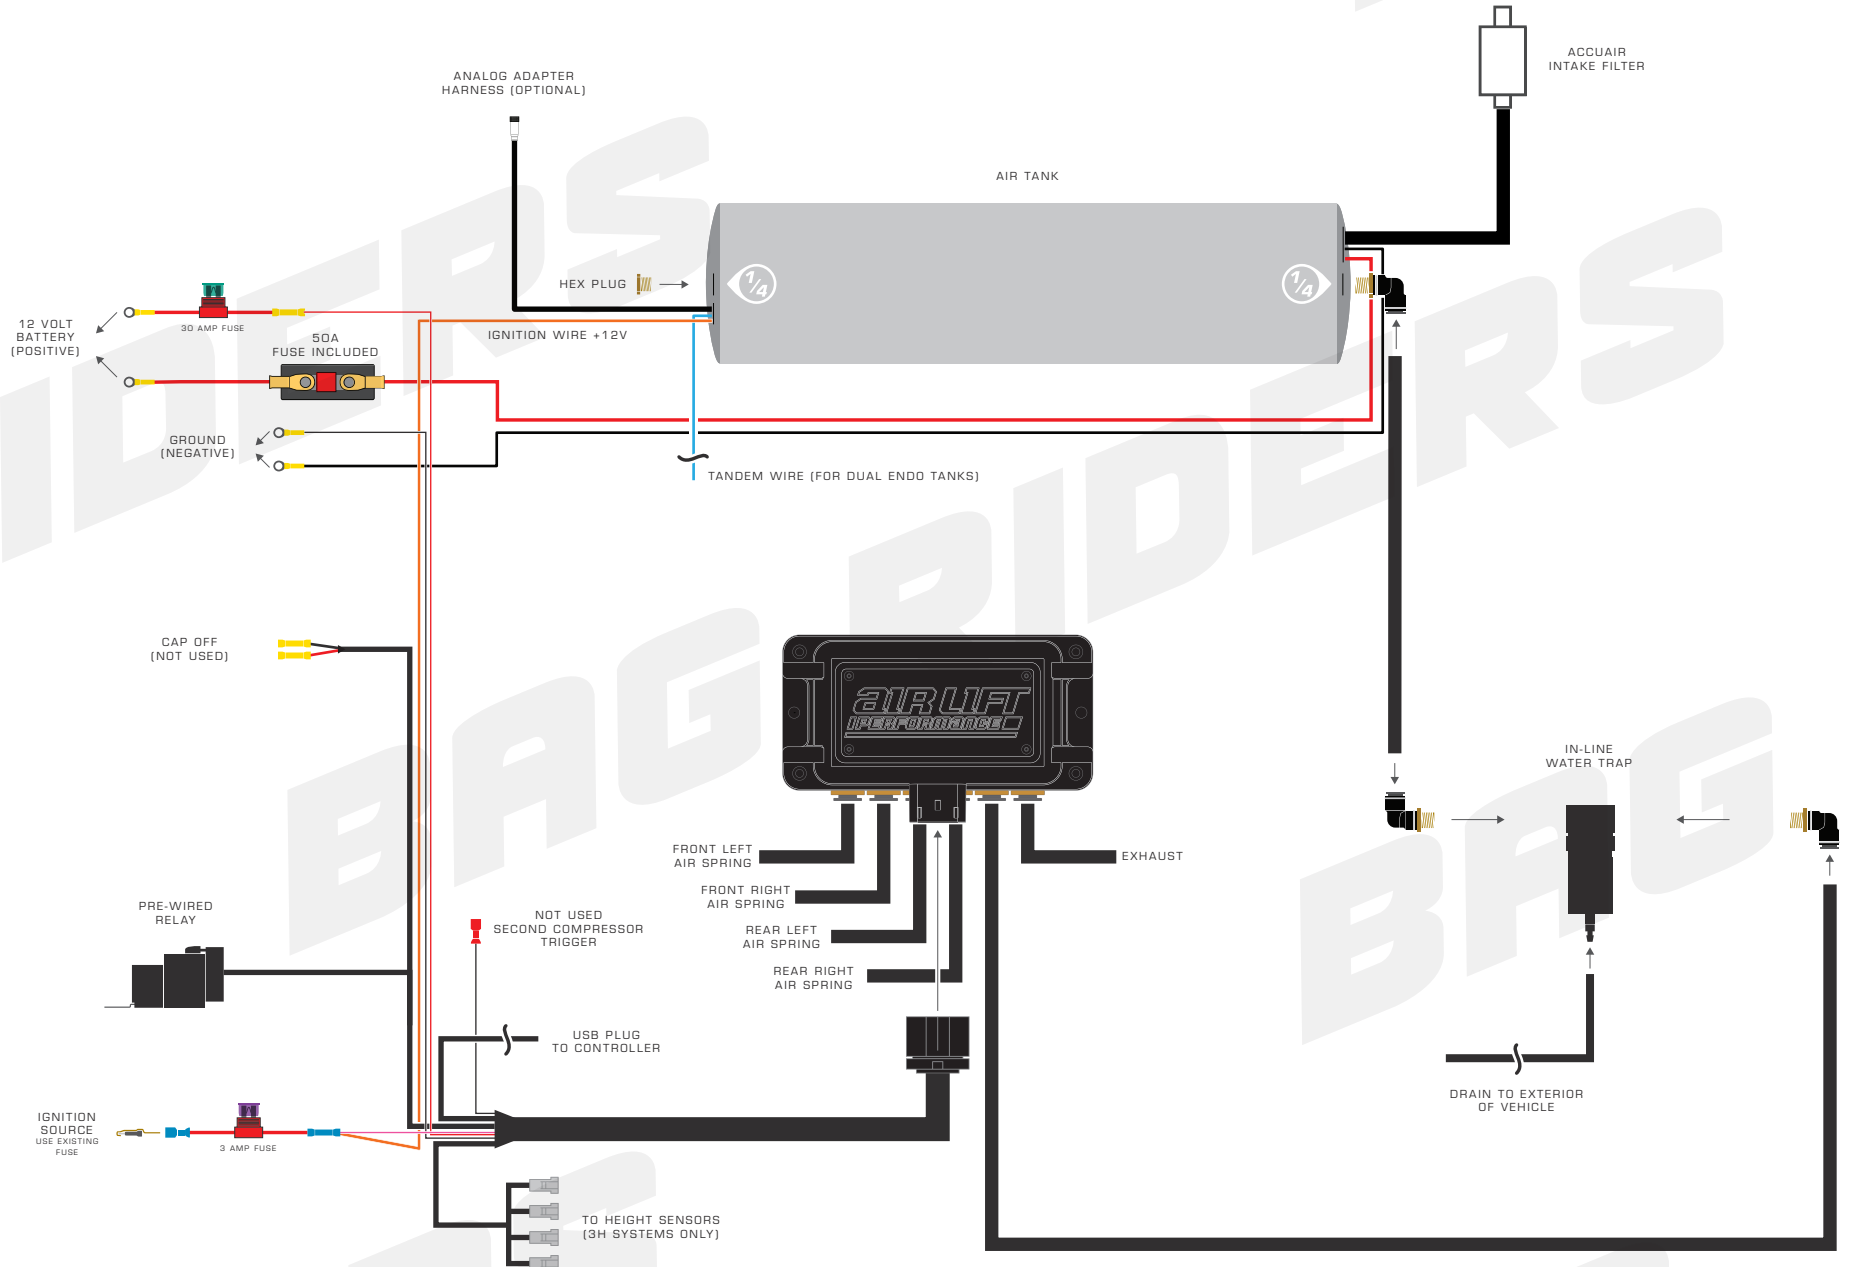 ACCUAIR
INTAKE FILTER
ANALOG ADAPTER
HARNESS (OPTIONAL)
AIR TANK
HEX PLUG
1/4
1/4
12 VOLT
BATTERY
(POSITIVE)
30 AMP FUSE
50A
FUSE INCLUDED
IGNITION WIRE +12V
GROUND
(NEGATIVE)
TANDEM WIRE (FOR DUAL ENDO TANKS)
CAP OFF
(NOT USED)
AIR LIFT
PERFORMANCE
IN-LINE
WATER TRAP
FRONT LEFT
AIR SPRING
EXHAUST
FRONT RIGHT
AIR SPRING
REAR LEFT
AIR SPRING
REAR RIGHT
AIR SPRING
PRE-WIRED
RELAY
NOT USED
SECOND COMPRESSOR
TRIGGER
USB PLUG
TO CONTROLLER
DRAIN TO EXTERIOR
OF VEHICLE
IGNITION
SOURCE
USE EXISTING
FUSE
3 AMP FUSE
TO HEIGHT SENSORS
(3H SYSTEMS ONLY)
RIDERS
BAG RIDERS
BAG